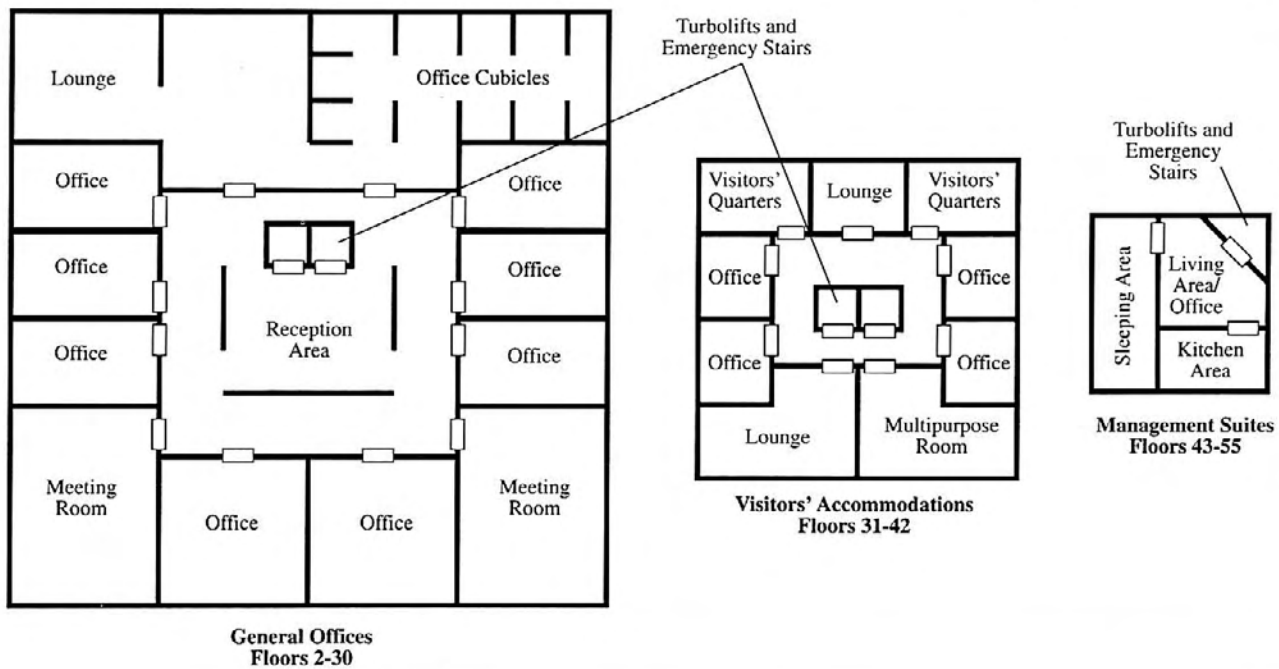 Turbolifts and
Emergency Stairs
Lounge
Office Cubicles
Office
Office
Office
Office
Office
Office
Reception
Area
Meeting
Room
Office
Office
Meeting
Room
General Offices
Floors 2-30
Visitors'
Quarters
Lounge
Visitors'
Quarters
Office
Office
Office
Office
Lounge
Multipurpose
Room
Visitors' Accommodations
Floors 31-42
Turbolifts and
Emergency
Stairs
Sleeping Area
Living
Area/
Office
Kitchen
Area
Management Suites
Floors 43-55